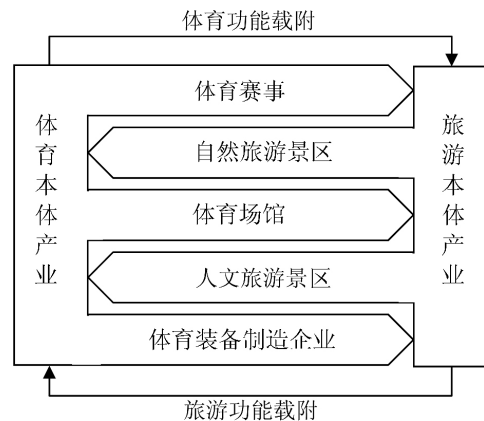 体育功能载附
体育本体产业
体育赛事
自然旅游景区
体育场馆
人文旅游景区
体育装备制造企业
旅游本体产业
旅游功能载附